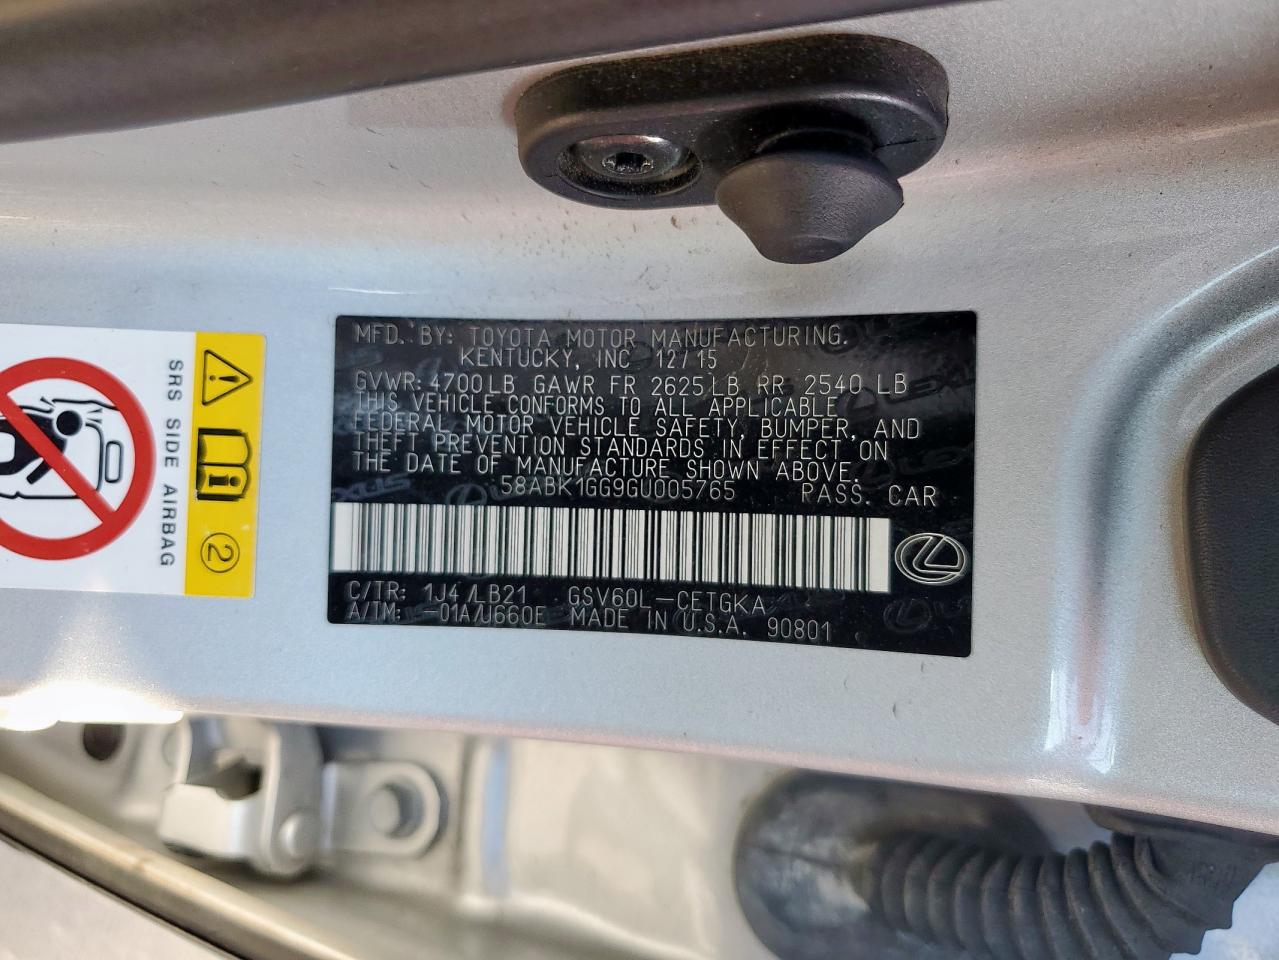 MFD. BY: TOYOTA MOTOR MANUFACTURING.
KENTUCKY, INC 12/15
GVWR: 4700LB GAWR FR 2625LB RR 2540 LB
THIS VEHICLE CONFORMS TO ALL APPLICABLE
FEDERAL MOTOR VEHICLE SAFETY, BUMPER, AND
THEFT PREVENTION STANDARDS IN EFFECT ON
THE DATE OF MANUFACTURE SHOWN ABOVE.
58ABK1GG9GU005765 PASS. CAR
C/TR: 1J4 /LB21 GSV60L-CETGKA
A/TM: -01A/U660E MADE IN U.S.A. 90801
SRS SIDE AIRBAG
2